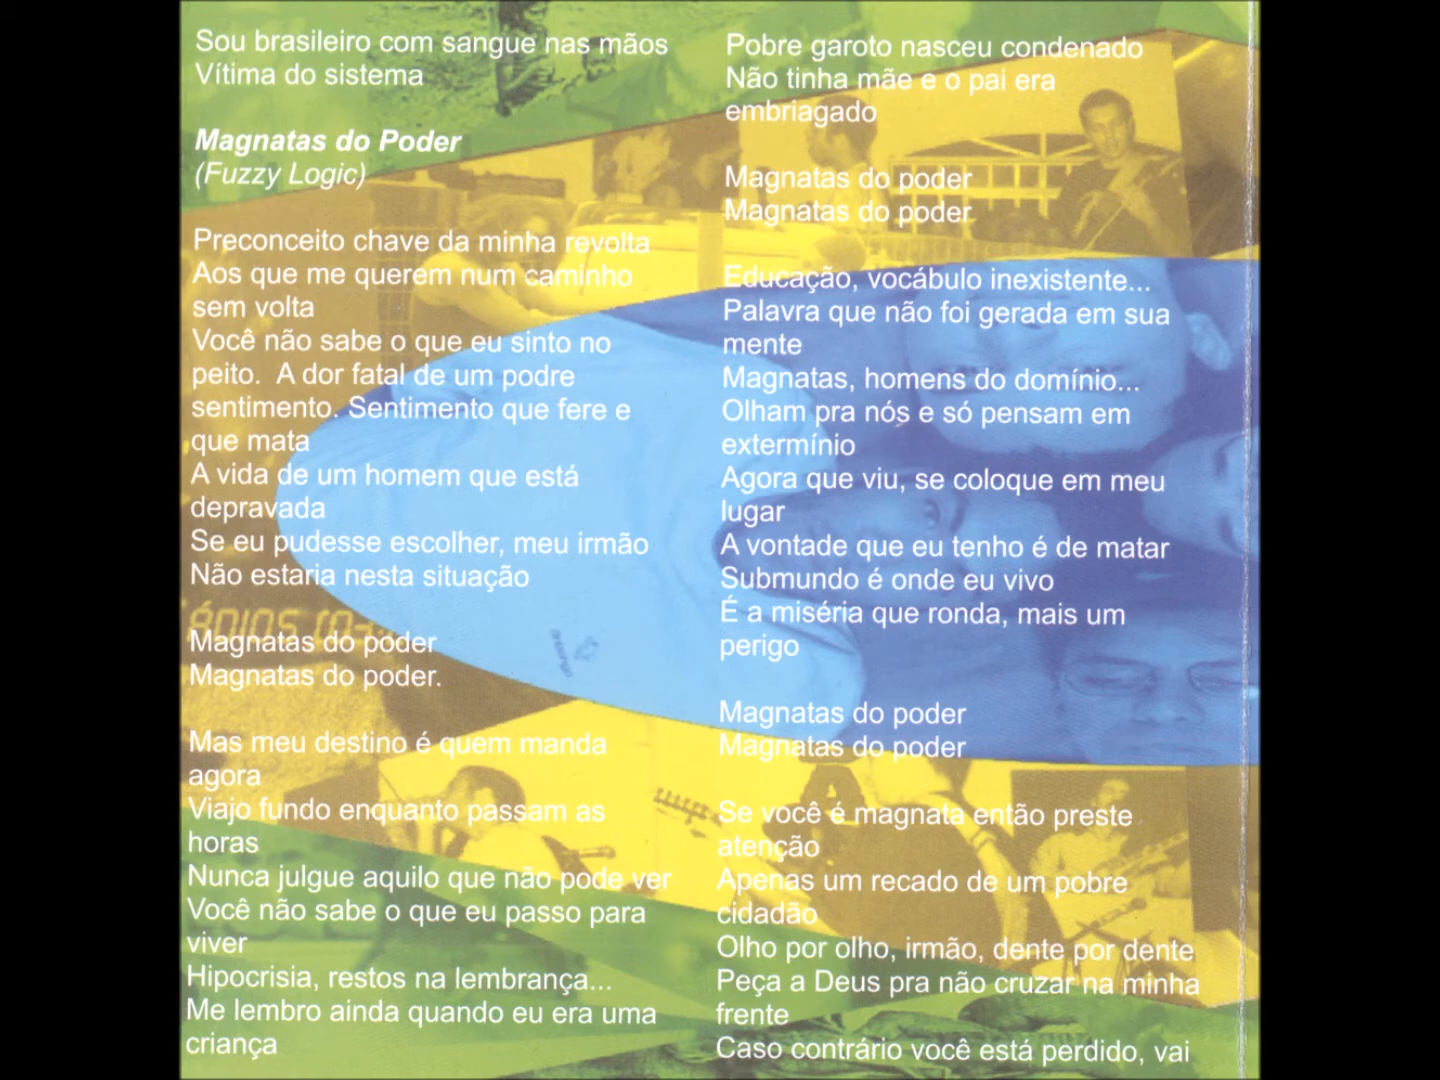 Sou brasileiro com sangue nas mãos
Vítima do sistema
Magnatas do Poder
(Fuzzy Logic)
Preconceito chave da minha revolta
Aos que me querem num caminho
sem volta
Você não sabe o que eu sinto no
peito.  A dor fatal de um podre
sentimento. Sentimento que fere e
que mata
A vida de um homem que está
depravada
Se eu pudesse escolher, meu irmão
Não estaria nesta situação
Magnatas do poder
Magnatas do poder.
Mas meu destino é quem manda
agora
Viajo fundo enquanto passam as
horas
Nunca julgue aquilo que não pode ver
Você não sabe o que eu passo para
viver
Hipocrisia, restos na lembrança...
Me lembro ainda quando eu era uma
criança
Pobre garoto nasceu condenado
Não tinha mãe e o pai era
embriagado
Magnatas do poder
Magnatas do poder
Educação, vocábulo inexistente...
Palavra que não foi gerada em sua
mente
Magnatas, homens do domínio...
Olham pra nós e só pensam em
extermínio
Agora que viu, se coloque em meu
lugar
A vontade que eu tenho é de matar
Submundo é onde eu vivo
É a miséria que ronda, mais um
perigo
Magnatas do poder
Magnatas do poder
Se você é magnata então preste
atenção
Apenas um recado de um pobre
cidadão
Olho por olho, irmão, dente por dente
Peça a Deus pra não cruzar na minha
frente
Caso contrário você está perdido, vai